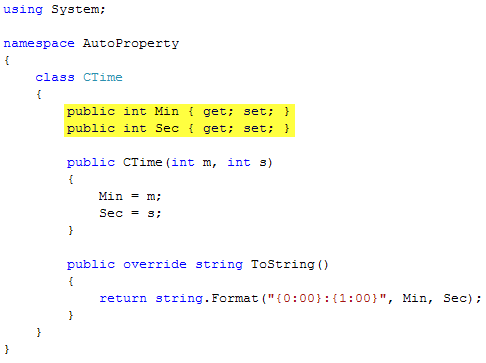 using System;
namespace AutoProperty
{
class CTime
{
public int Min { get; set; }
public int Sec { get; set; }
public CTime(int m, int s)
{
Min = m;
Sec = s;
}
public override string ToString()
{
return string.Format("{0:00}:{1:00}", Min, Sec);
}
}
}